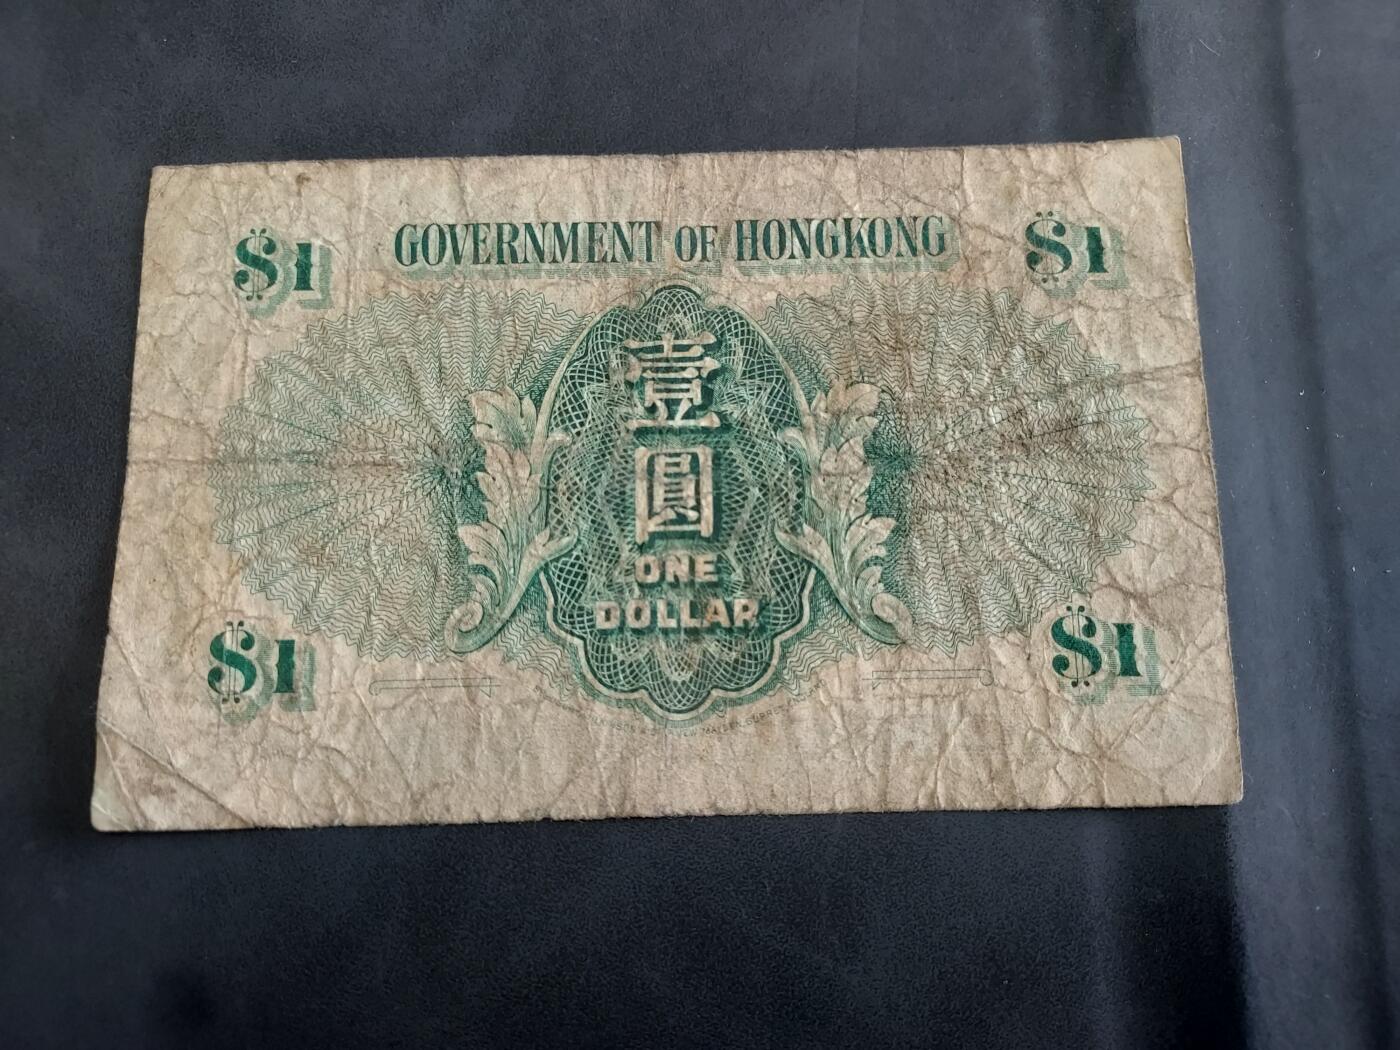 $1 GOVERNMENT OF HONGKONG $1
壹
圓
ONE
DOLLAR
$1 $1